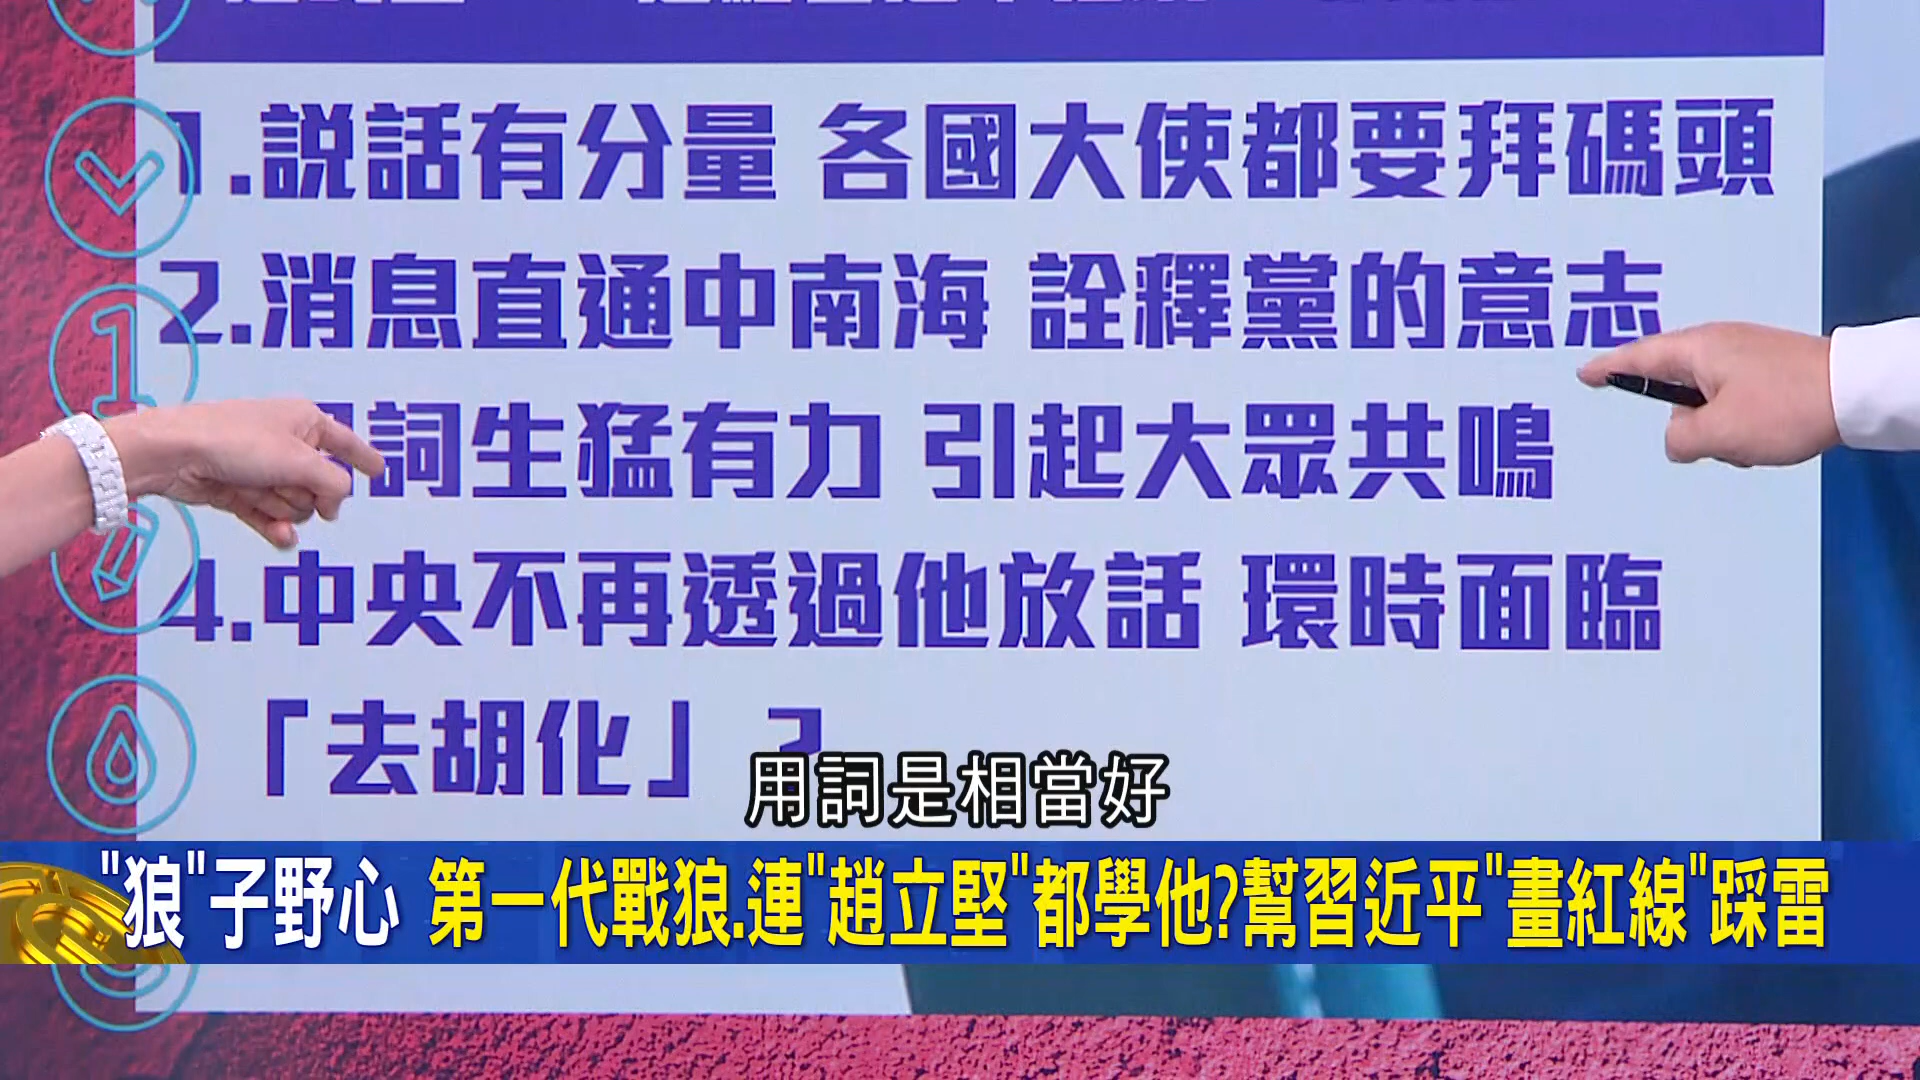 1.説話有分量 各國大使都要拜碼頭
2.消息直通中南海 詮釋黨的意志
詞生猛有力 引起大眾共鳴
4.中央不再透過他放話 環時面臨
「去胡化」?
用詞是相當好
"狼"子野心 第一代戰狼.連"趙立堅"都學他?幫習近平"畫紅線"踩雷